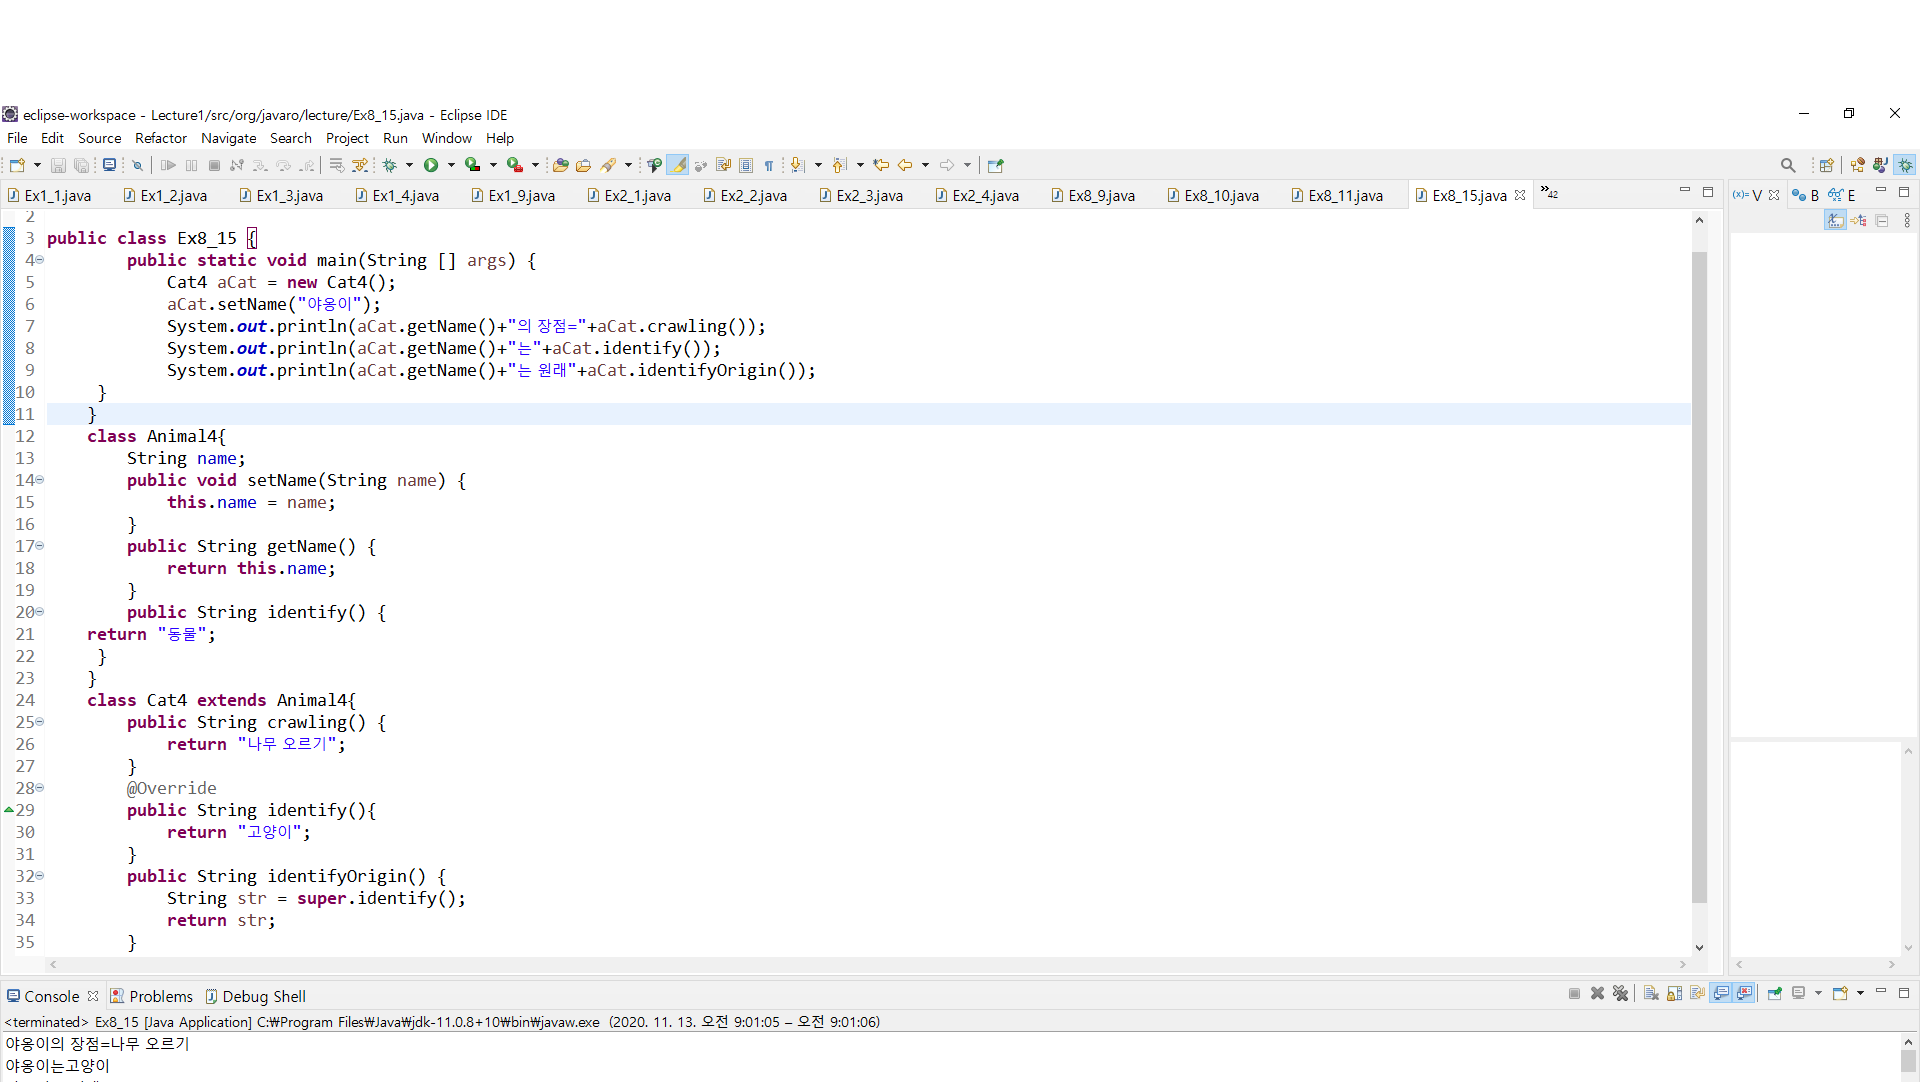 eclipse-workspace - Lecture1/src/org/javaro/lecture/Ex8_15.java - Eclipse IDE
File Edit Source Refactor Navigate Search Project Run Window Help
Ex1_1.java Ex1_2.java Ex1_3.java Ex1_4.java Ex1_9.java Ex2_1.java Ex2_2.java Ex2_3.java Ex2_4.java Ex8_9.java Ex8_10.java Ex8_11.java Ex8_15.java »42 (x)= V B E
2
3 public class Ex8_15 {
4 public static void main(String [] args) {
5 Cat4 aCat = new Cat4();
6 aCat.setName("야옹이");
7 System.out.println(aCat.getName()+"의 장점="+aCat.crawling());
8 System.out.println(aCat.getName()+"는"+aCat.identify());
9 System.out.println(aCat.getName()+"는 원래"+aCat.identifyOrigin());
10 }
11 }
12 class Animal4{
13 String name;
14 public void setName(String name) {
15 this.name = name;
16 }
17 public String getName() {
18 return this.name;
19 }
20 public String identify() {
21 return "동물";
22 }
23 }
24 class Cat4 extends Animal4{
25 public String crawling() {
26 return "나무 오르기";
27 }
28 @Override
29 public String identify(){
30 return "고양이";
31 }
32 public String identifyOrigin() {
33 String str = super.identify();
34 return str;
35 }
Console Problems Debug Shell
<terminated> Ex8_15 [Java Application] C:₩Program Files₩Java₩jdk-11.0.8+10₩bin₩javaw.exe (2020. 11. 13. 오전 9:01:05 – 오전 9:01:06)
야옹이의 장점=나무 오르기
야옹이는고양이